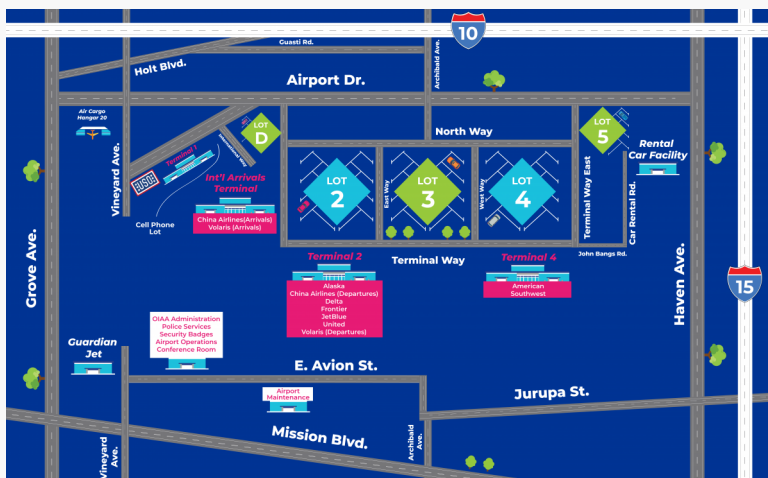 10
Guasti Rd.
Holt Blvd.
Archibald Ave.
Airport Dr.
Air Cargo
Hangar 20
LOT
D
North Way
LOT
5
Rental
Car Facility
Terminal 1
International Way
Vineyard Ave.
Cell Phone
Lot
Int'l Arrivals
Terminal
China Airlines(Arrivals)
Volaris (Arrivals)
LOT
2
East Way
LOT
3
West Way
LOT
4
Terminal Way East
Car Rental Rd.
John Bangs Rd.
Grove Ave.
Haven Ave.
15
Terminal 2
Alaska
China Airlines (Departures)
Delta
Frontier
JetBlue
United
Volaris (Departures)
Terminal Way
Terminal 4
American
Southwest
OIAA Administration
Police Services
Security Badges
Airport Operations
Conference Room
Guardian
Jet
E. Avion St.
Airport
Maintenance
Jurupa St.
Mission Blvd.
Archibald
Ave.
Vineyard
Ave.